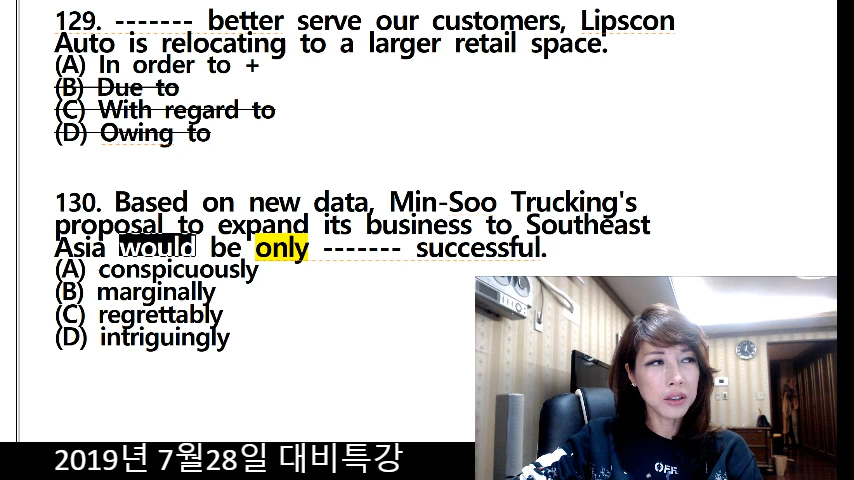 129. ------- better serve our customers, Lipscon
Auto is relocating to a larger retail space.
(A) In order to +
(B) Due to
(C) With regard to
(D) Owing to
130. Based on new data, Min-Soo Trucking's
proposal to expand its business to Southeast
Asia would be only ------- successful.
(A) conspicuously
(B) marginally
(C) regrettably
(D) intriguingly
OFF
2019년 7월28일 대비특강